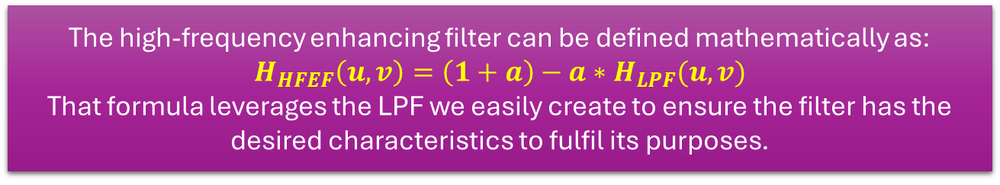 The high-frequency enhancing filter can be defined mathematically as:
H_HFEF(u, v) = (1 + a) − a ∗ H_LPF(u, v)
That formula leverages the LPF we easily create to ensure the filter has the
desired characteristics to fulfil its purposes.